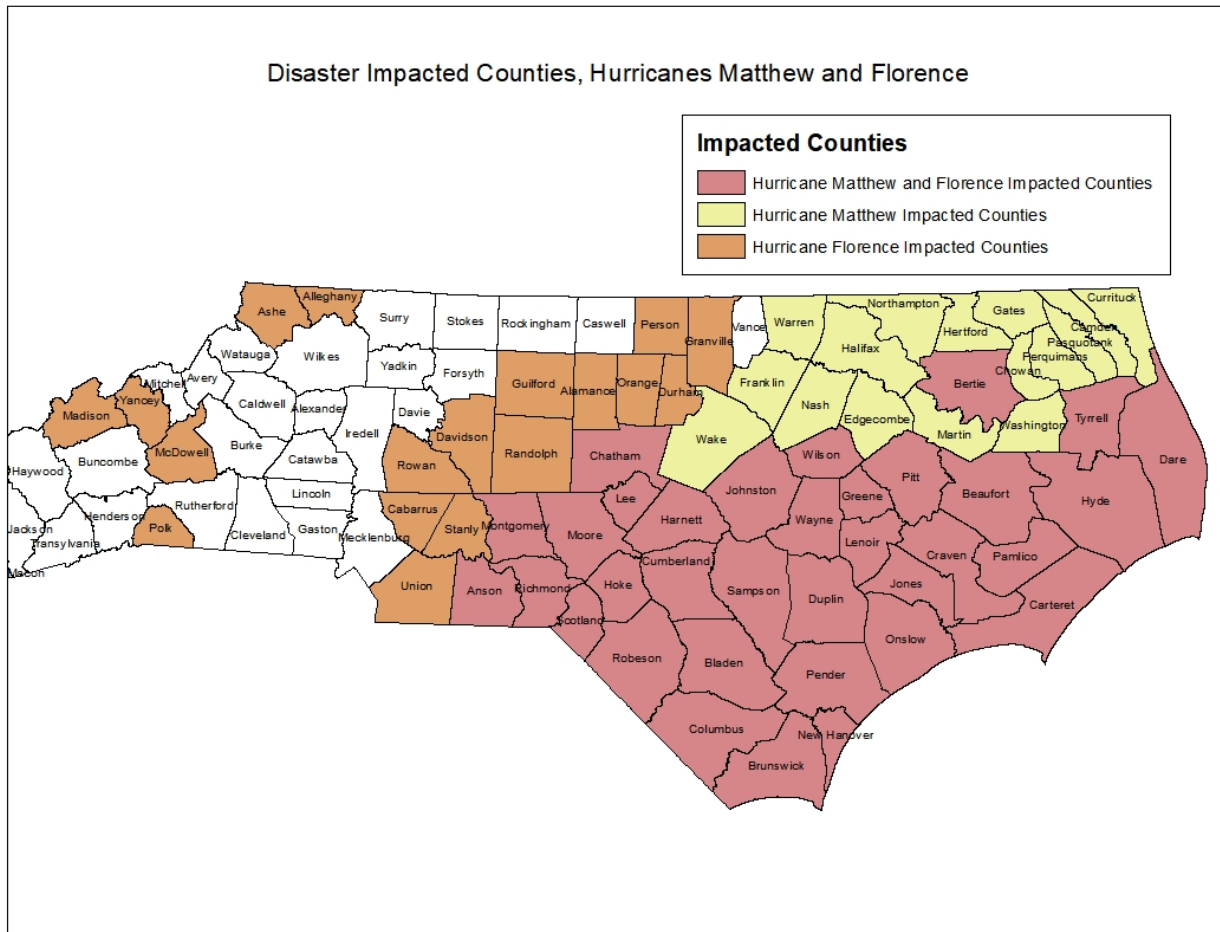 Disaster Impacted Counties, Hurricanes Matthew and Florence
Impacted Counties
Hurricane Matthew and Florence Impacted Counties
Hurricane Matthew Impacted Counties
Hurricane Florence Impacted Counties
Ashe
Alleghany
Surry
Stokes
Rockingham
Caswell
Person
Granville
Vance
Warren
Northampton
Hertford
Gates
Currituck
Camden
Pasquotank
Perquimans
Chowan
Halifax
Bertie
Watauga
Wilkes
Yadkin
Forsyth
Guilford
Alamance
Orange
Durham
Franklin
Nash
Edgecombe
Martin
Washington
Tyrrell
Dare
Mitchell
Avery
Madison
Yancey
Caldwell
Alexander
Davie
Iredell
Davidson
Randolph
Chatham
Wake
Wilson
Pitt
Beaufort
Hyde
McDowell
Burke
Catawba
Rowan
Buncombe
Haywood
Rutherford
Lincoln
Henderson
Polk
Cleveland
Gaston
Mecklenburg
Cabarrus
Stanly
Montgomery
Moore
Lee
Harnett
Johnston
Wayne
Greene
Lenoir
Craven
Pamlico
Jackson
Transylvania
Macon
Union
Anson
Richmond
Scotland
Hoke
Cumberland
Sampson
Duplin
Jones
Carteret
Onslow
Robeson
Bladen
Pender
Columbus
New Hanover
Brunswick